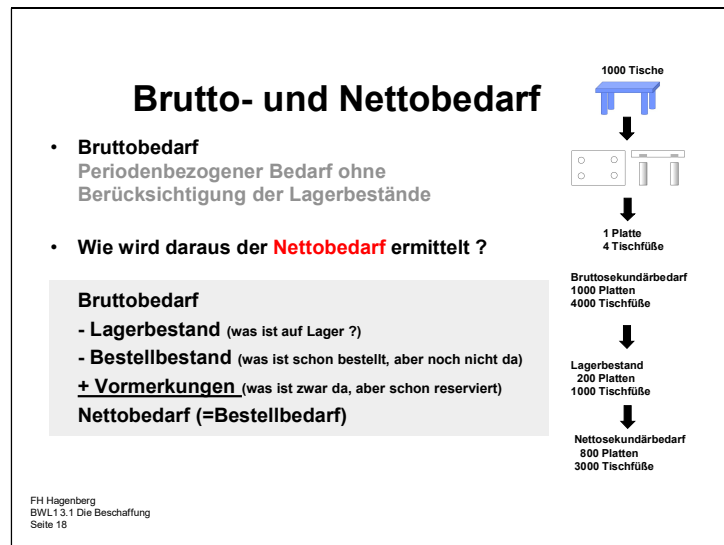 Brutto- und Nettobedarf
• Bruttobedarf
Periodenbezogener Bedarf ohne
Berücksichtigung der Lagerbestände
• Wie wird daraus der Nettobedarf ermittelt ?
Bruttobedarf
- Lagerbestand (was ist auf Lager ?)
- Bestellbestand (was ist schon bestellt, aber noch nicht da)
+ Vormerkungen (was ist zwar da, aber schon reserviert)
Nettobedarf (=Bestellbedarf)
1000 Tische
1 Platte
4 Tischfüße
Bruttosekundärbedarf
1000 Platten
4000 Tischfüße
Lagerbestand
200 Platten
1000 Tischfüße
Nettosekundärbedarf
800 Platten
3000 Tischfüße
FH Hagenberg
BWL1 3.1 Die Beschaffung
Seite 18